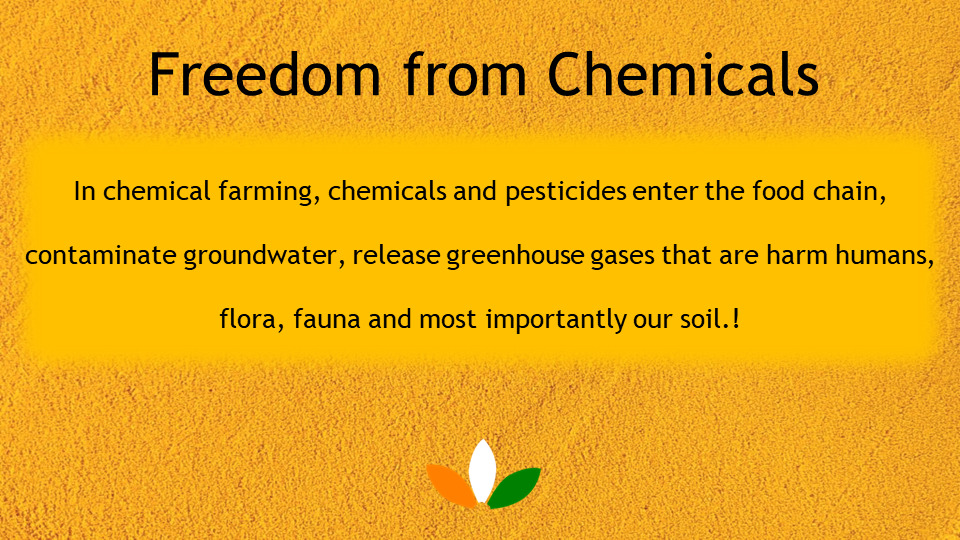 Freedom from Chemicals
In chemical farming, chemicals and pesticides enter the food chain,
contaminate groundwater, release greenhouse gases that are harm humans,
flora, fauna and most importantly our soil.!